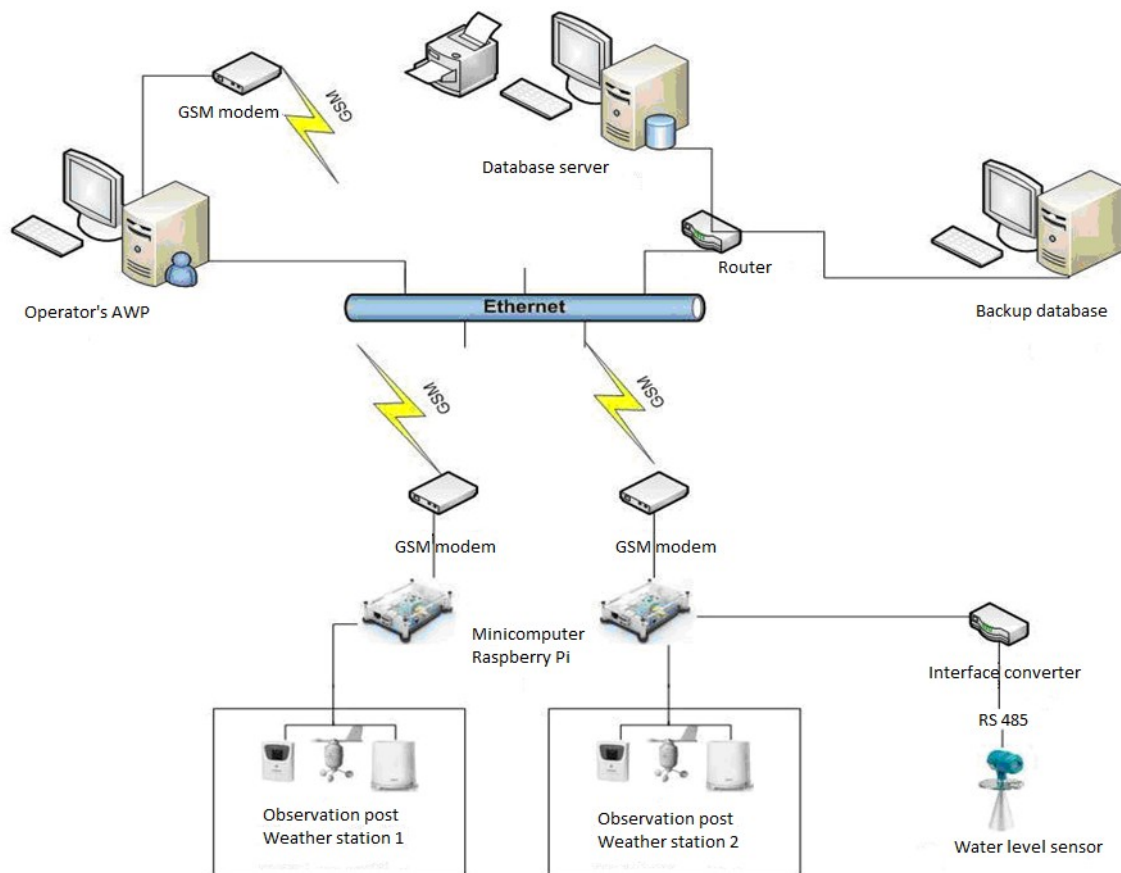 GSM modem
GSM
Database server
Operator's AWP
Router
Backup database
Ethernet
GSM
GSM
GSM modem
GSM modem
Minicomputer
Raspberry Pi
Interface converter
RS 485
Observation post
Weather station 1
Observation post
Weather station 2
Water level sensor